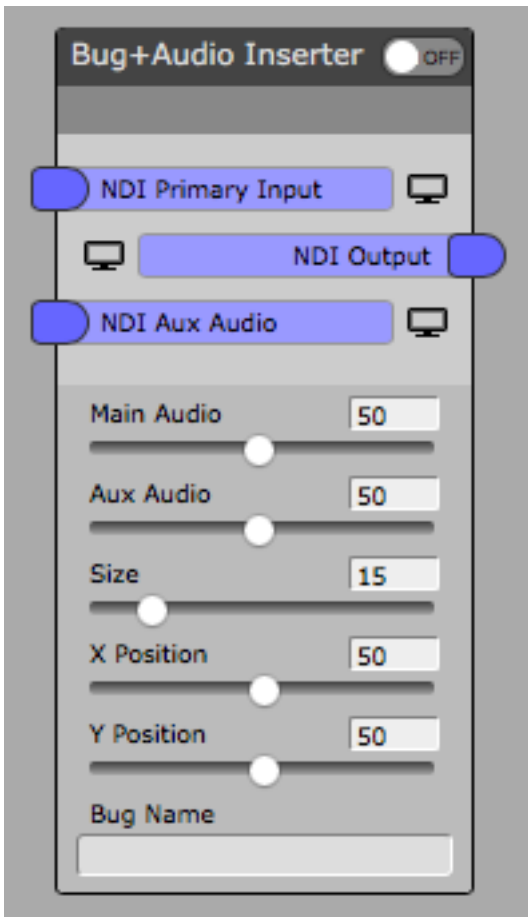 Bug+Audio Inserter OFF
NDI Primary Input
NDI Output
NDI Aux Audio
Main Audio 50
Aux Audio 50
Size 15
X Position 50
Y Position 50
Bug Name